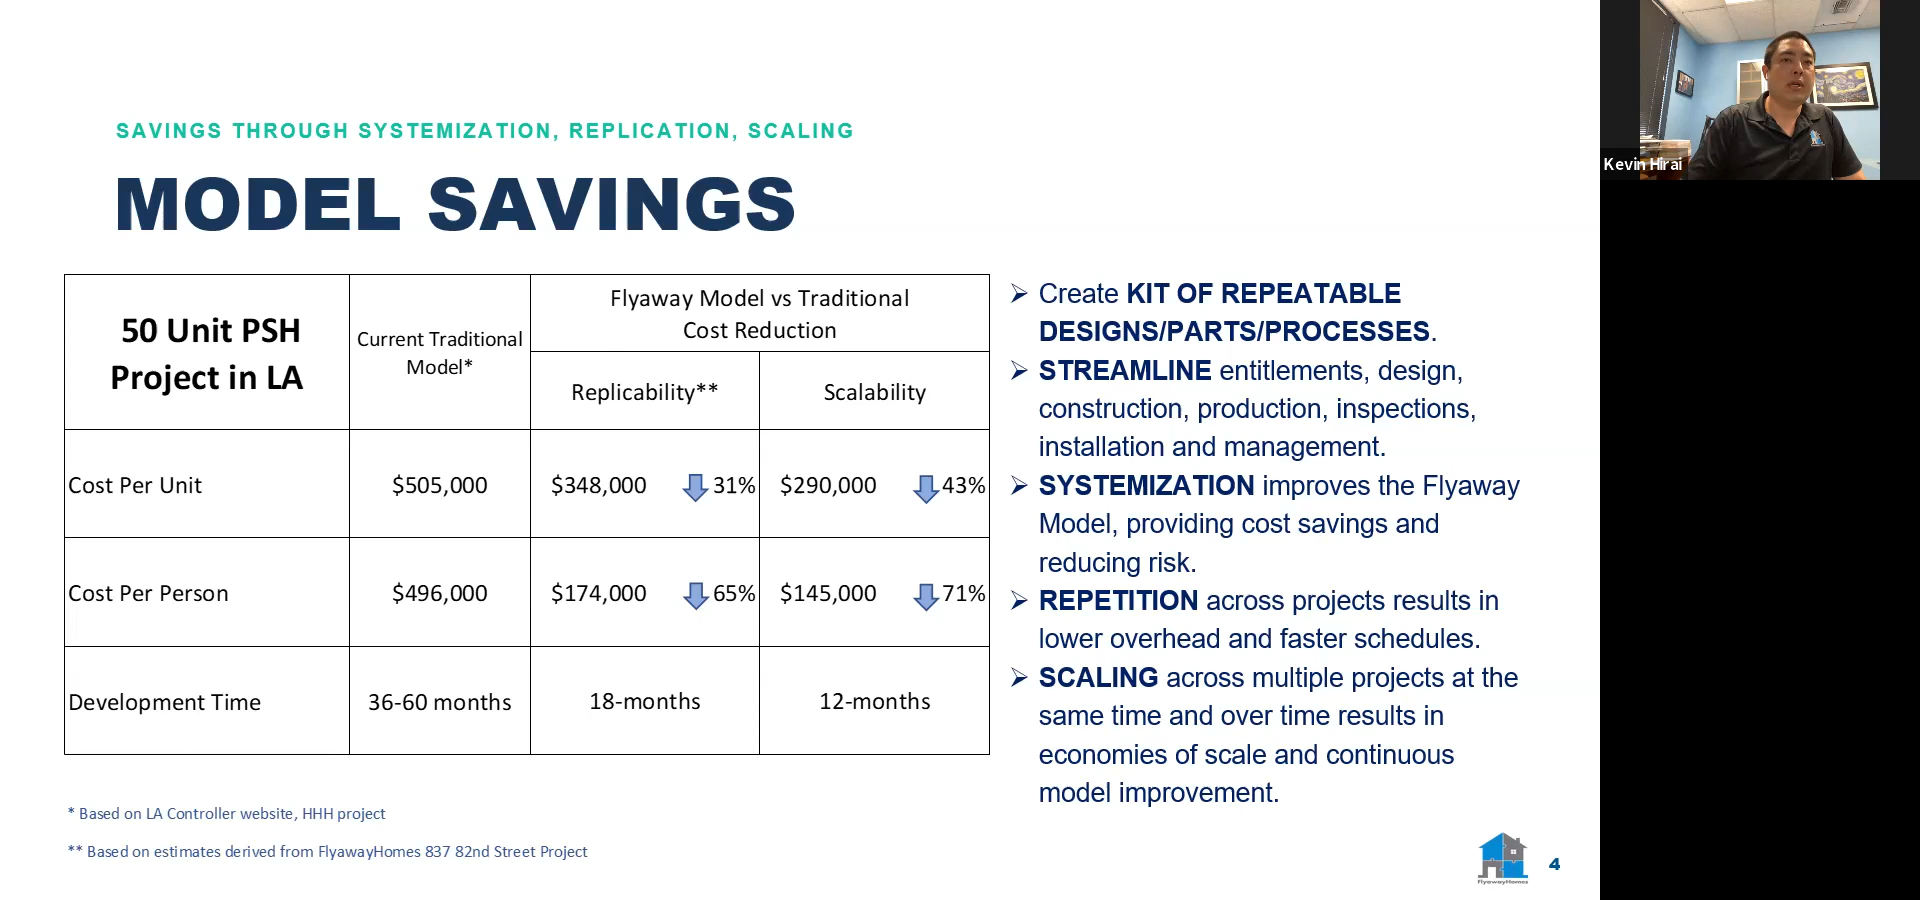 SAVINGS THROUGH SYSTEMIZATION, REPLICATION, SCALING
MODEL SAVINGS
50 Unit PSH
Project in LA
Current Traditional
Model*
Flyaway Model vs Traditional
Cost Reduction
Replicability**
Scalability
Cost Per Unit
$505,000
$348,000
31%
$290,000
43%
Cost Per Person
$496,000
$174,000
65%
$145,000
71%
Development Time
36-60 months
18-months
12-months
* Based on LA Controller website, HHH project
** Based on estimates derived from FlyawayHomes 837 82nd Street Project
Create KIT OF REPEATABLE
DESIGNS/PARTS/PROCESSES.
STREAMLINE entitlements, design,
construction, production, inspections,
installation and management.
SYSTEMIZATION improves the Flyaway
Model, providing cost savings and
reducing risk.
REPETITION across projects results in
lower overhead and faster schedules.
SCALING across multiple projects at the
same time and over time results in
economies of scale and continuous
model improvement.
FlyawayHomes
4
Kevin Hirai